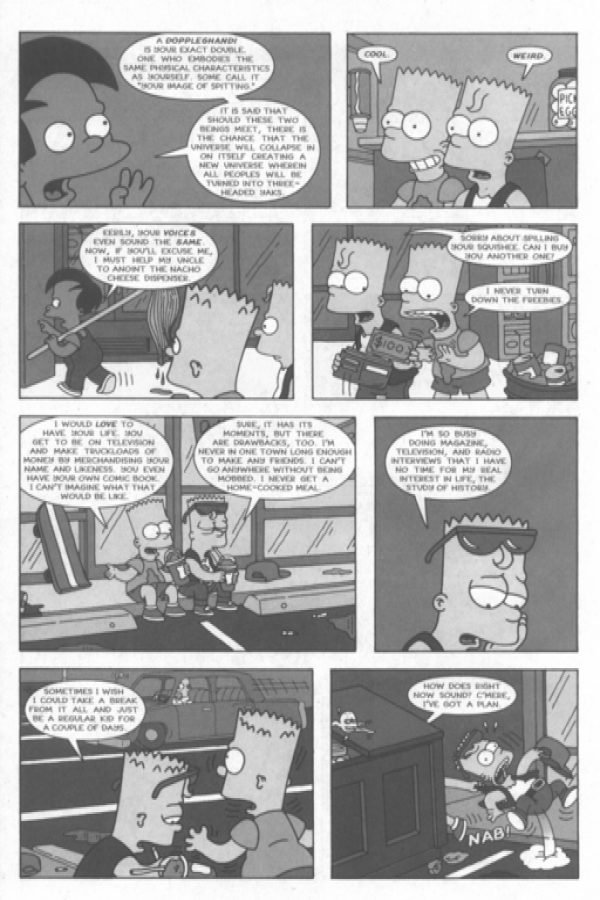 A DOPPLEGHANDI
IS YOUR EXACT DOUBLE.
ONE WHO EMBODIES THE
SAME PHYSICAL CHARACTERISTICS
AS YOURSELF. SOME CALL IT
"YOUR IMAGE OF SPITTING."
IT IS SAID THAT
SHOULD THESE TWO
BEINGS MEET, THERE IS
THE CHANCE THAT THE
UNIVERSE WILL COLLAPSE IN
ON ITSELF CREATING A
NEW UNIVERSE WHEREIN
ALL PEOPLES WILL BE
TURNED INTO THREE-
HEADED YAKS.
COOL.
WEIRD.
PICK
EGG
EERILY, YOUR VOICES
EVEN SOUND THE SAME.
NOW, IF YOU'LL EXCUSE ME,
I MUST HELP MY UNCLE
TO ANOINT THE NACHO
CHEESE DISPENSER.
SORRY ABOUT SPILLING
YOUR SQUISHEE. CAN I BUY
YOU ANOTHER ONE?
I NEVER TURN
DOWN THE FREEBIES.
$100
I WOULD LOVE TO
HAVE YOUR LIFE. YOU
GET TO BE ON TELEVISION
AND MAKE TRUCKLOADS OF
MONEY BY MERCHANDISING YOUR
NAME AND LIKENESS. YOU EVEN
HAVE YOUR OWN COMIC BOOK.
I CAN'T IMAGINE WHAT THAT
WOULD BE LIKE.
SURE, IT HAS ITS
MOMENTS, BUT THERE
ARE DRAWBACKS, TOO. I'M
NEVER IN ONE TOWN LONG ENOUGH
TO MAKE ANY FRIENDS. I CAN'T
GO ANYWHERE WITHOUT BEING
MOBBED. I NEVER GET A
HOME-COOKED MEAL.
I'M SO BUSY
DOING MAGAZINE,
TELEVISION, AND RADIO
INTERVIEWS THAT I HAVE
NO TIME FOR MY REAL
INTEREST IN LIFE, THE
STUDY OF HISTORY.
SOMETIMES I WISH
I COULD TAKE A BREAK
FROM IT ALL AND JUST
BE A REGULAR KID FOR
A COUPLE OF DAYS.
HOW DOES RIGHT
NOW SOUND? C'MERE,
I'VE GOT A PLAN.
NAB!